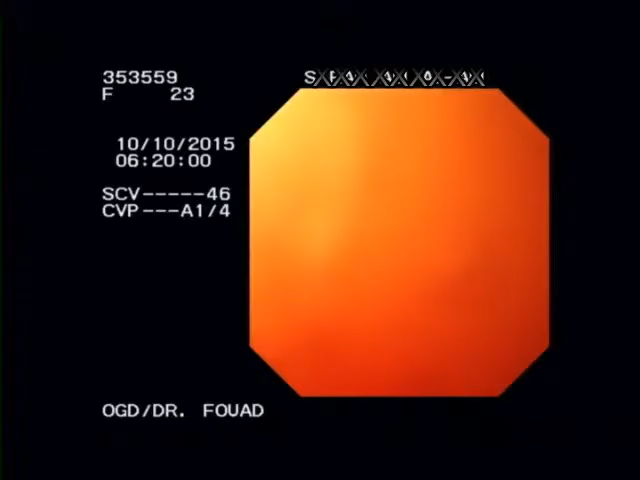 353559
F 23
10/10/2015
06:20:00
SCV-----46
CVP---A1/4
OGD/DR. FOUAD